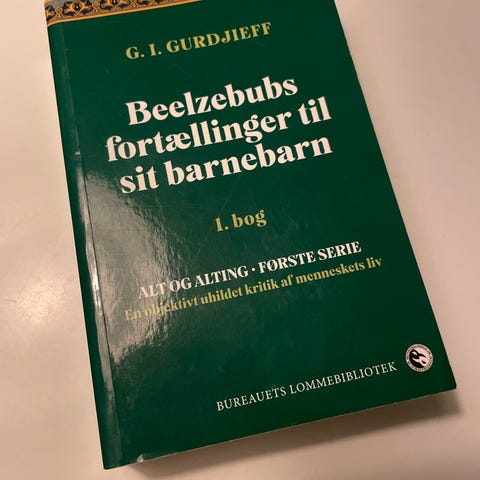 G. I. GURDJIEFF
Beelzebubs
fortællinger til
sit barnebarn
1. bog
ALT OG ALTING · FØRSTE SERIE
En objektivt uhildet kritik af menneskets liv
BUREAUETS LOMMEBIBLIOTEK